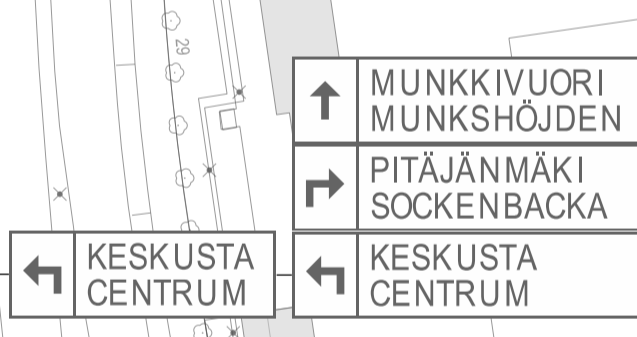 29
MUNKKIVUORI
MUNKSHÖJDEN
PITÄJÄNMÄKI
SOCKENBACKA
KESKUSTA
CENTRUM
KESKUSTA
CENTRUM